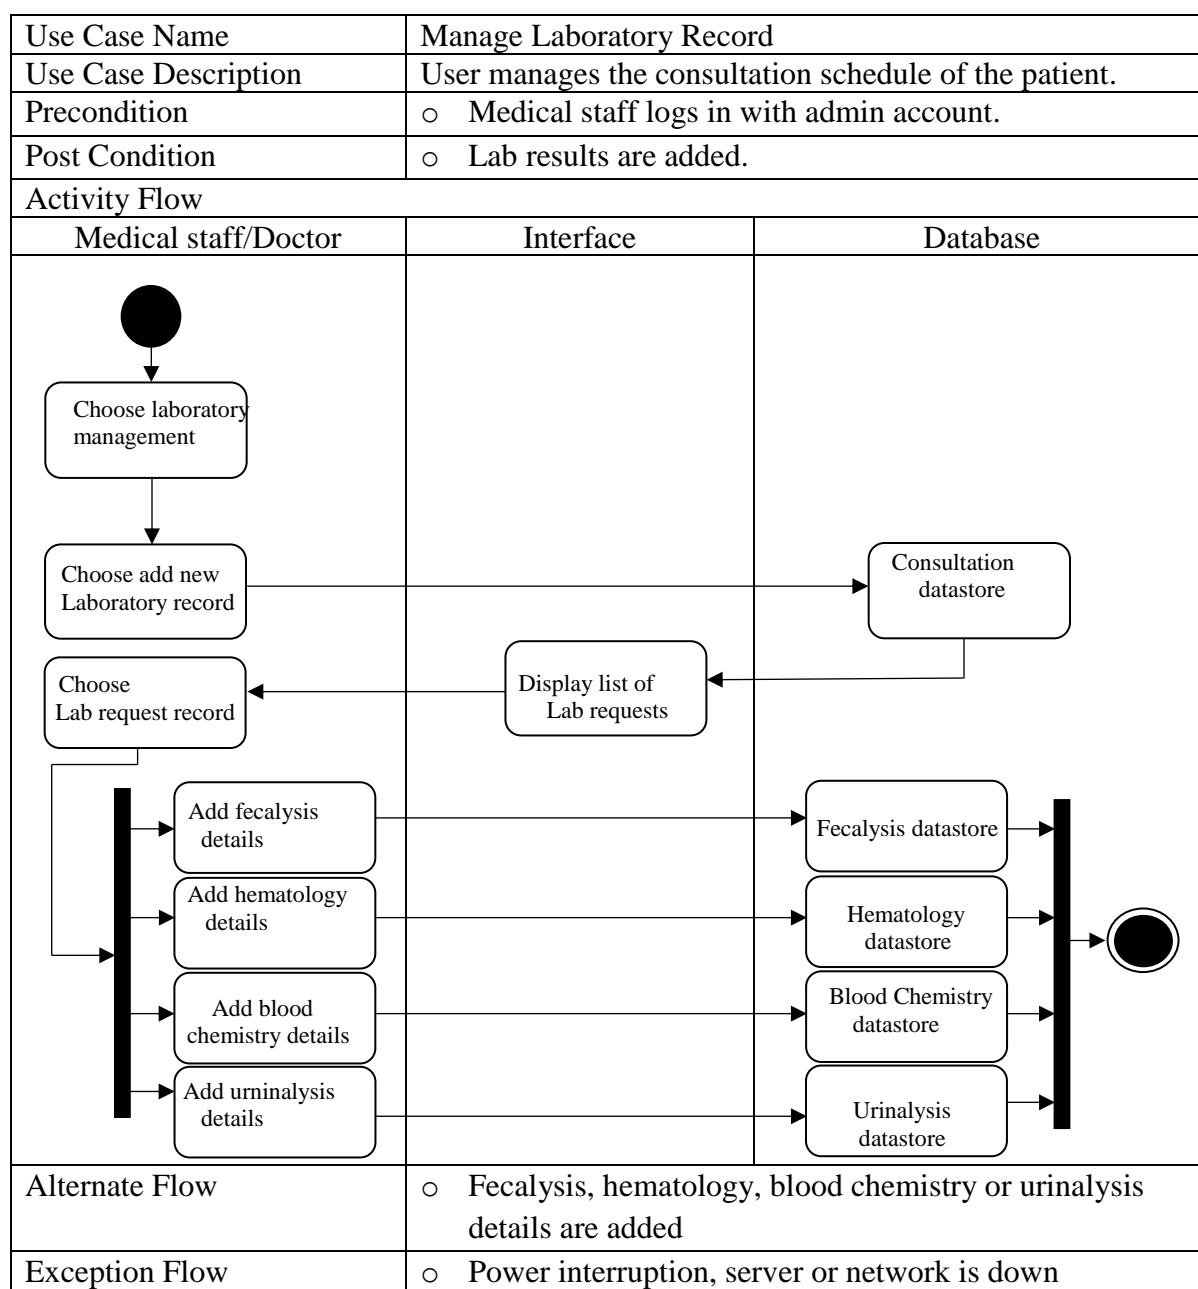 Use Case Name Manage Laboratory Record
Use Case Description User manages the consultation schedule of the patient.
Precondition o Medical staff logs in with admin account.
Post Condition o Lab results are added.
Activity Flow
Medical staff/Doctor Interface Database
Choose laboratory
management
Choose add new
Laboratory record
Consultation
datastore
Display list of
Lab requests
Choose
Lab request record
Add fecalysis
details
Fecalysis datastore
Add hematology
details
Hematology
datastore
Add blood
chemistry details
Blood Chemistry
datastore
Add urninalysis
details
Urinalysis
datastore
Alternate Flow o Fecalysis, hematology, blood chemistry or urinalysis
details are added
Exception Flow o Power interruption, server or network is down